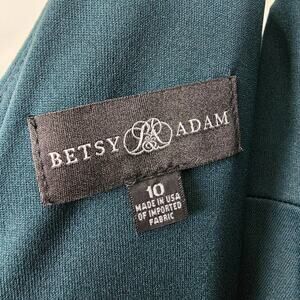 BETSY ADAM
10
MADE IN USA
OF IMPORTED
FABRIC